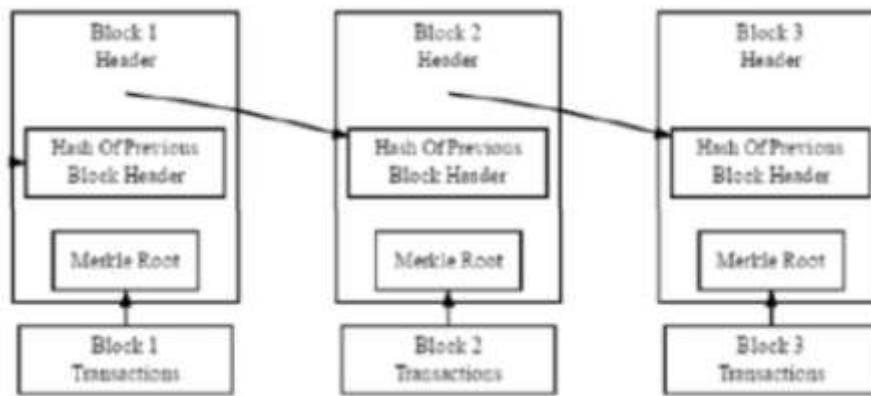 Block 1
Header
Hash Of Previous
Block Header
Merkle Root
Block 1
Transactions
Block 2
Header
Hash Of Previous
Block Header
Merkle Root
Block 2
Transactions
Block 3
Header
Hash Of Previous
Block Header
Merkle Root
Block 3
Transactions